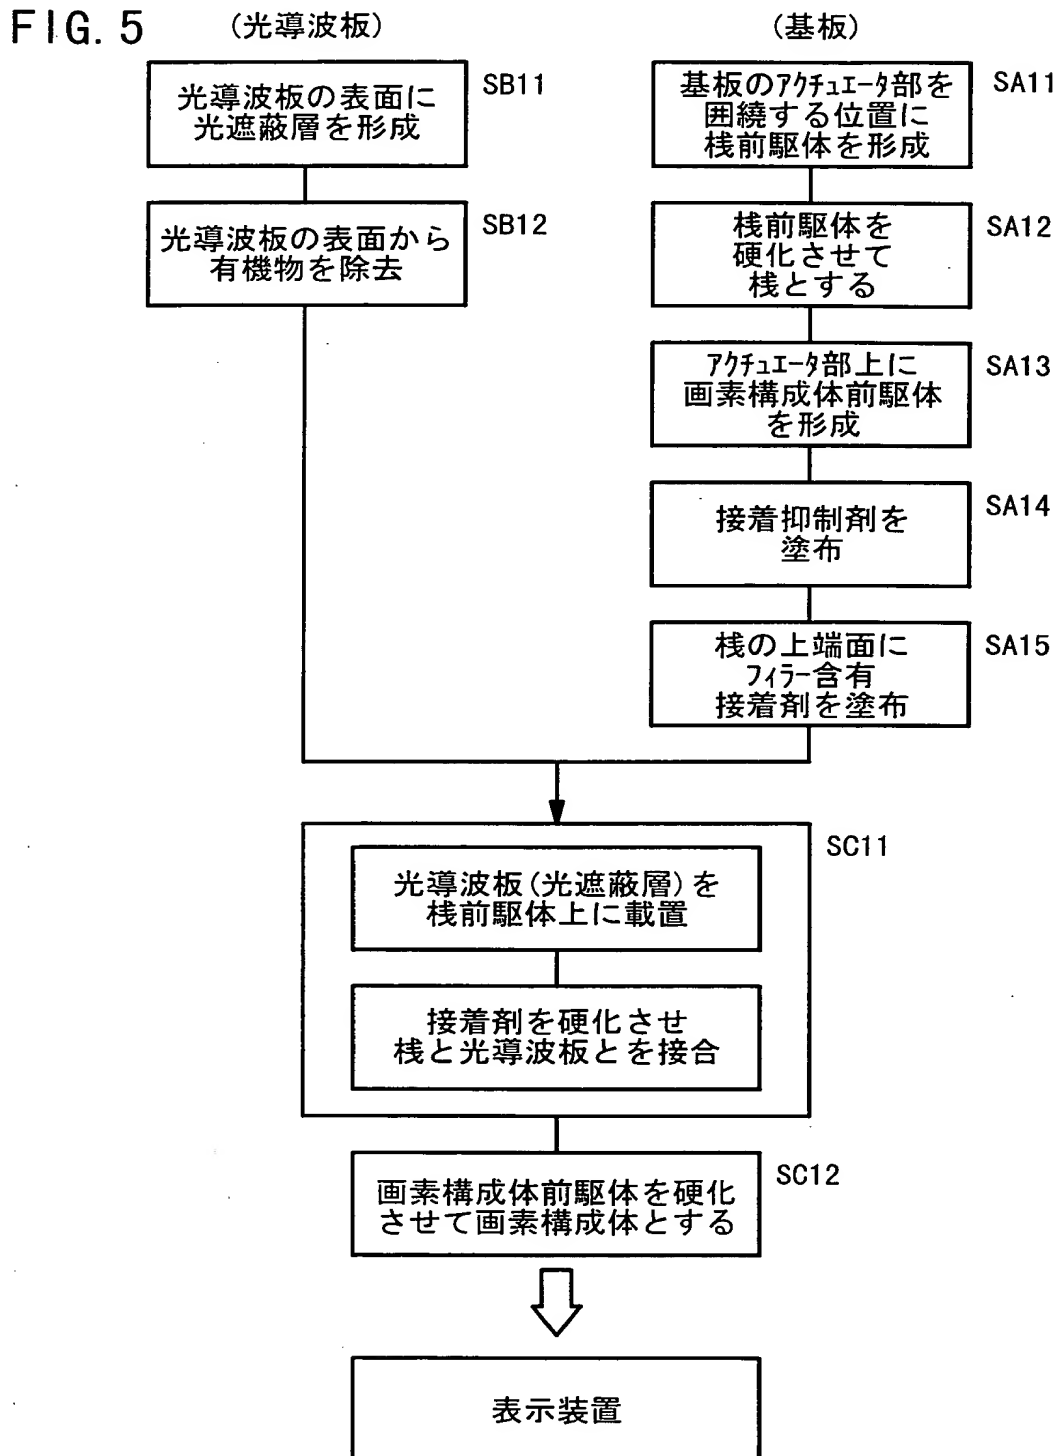 FIG. 5
(光導波板)
光導波板の表面に
光遮蔽層を形成
SB11
光導波板の表面から
有機物を除去
SB12
(基板)
基板のアクチュエータ部を
囲繞する位置に
桟前駆体を形成
SA11
桟前駆体を
硬化させて
桟とする
SA12
アクチュエータ部上に
画素構成体前駆体
を形成
SA13
接着抑制剤を
塗布
SA14
桟の上端面に
フィラー含有
接着剤を塗布
SA15
SC11
光導波板(光遮蔽層)を
桟前駆体上に載置
接着剤を硬化させ
桟と光導波板とを接合
画素構成体前駆体を硬化
させて画素構成体とする
SC12
表示装置